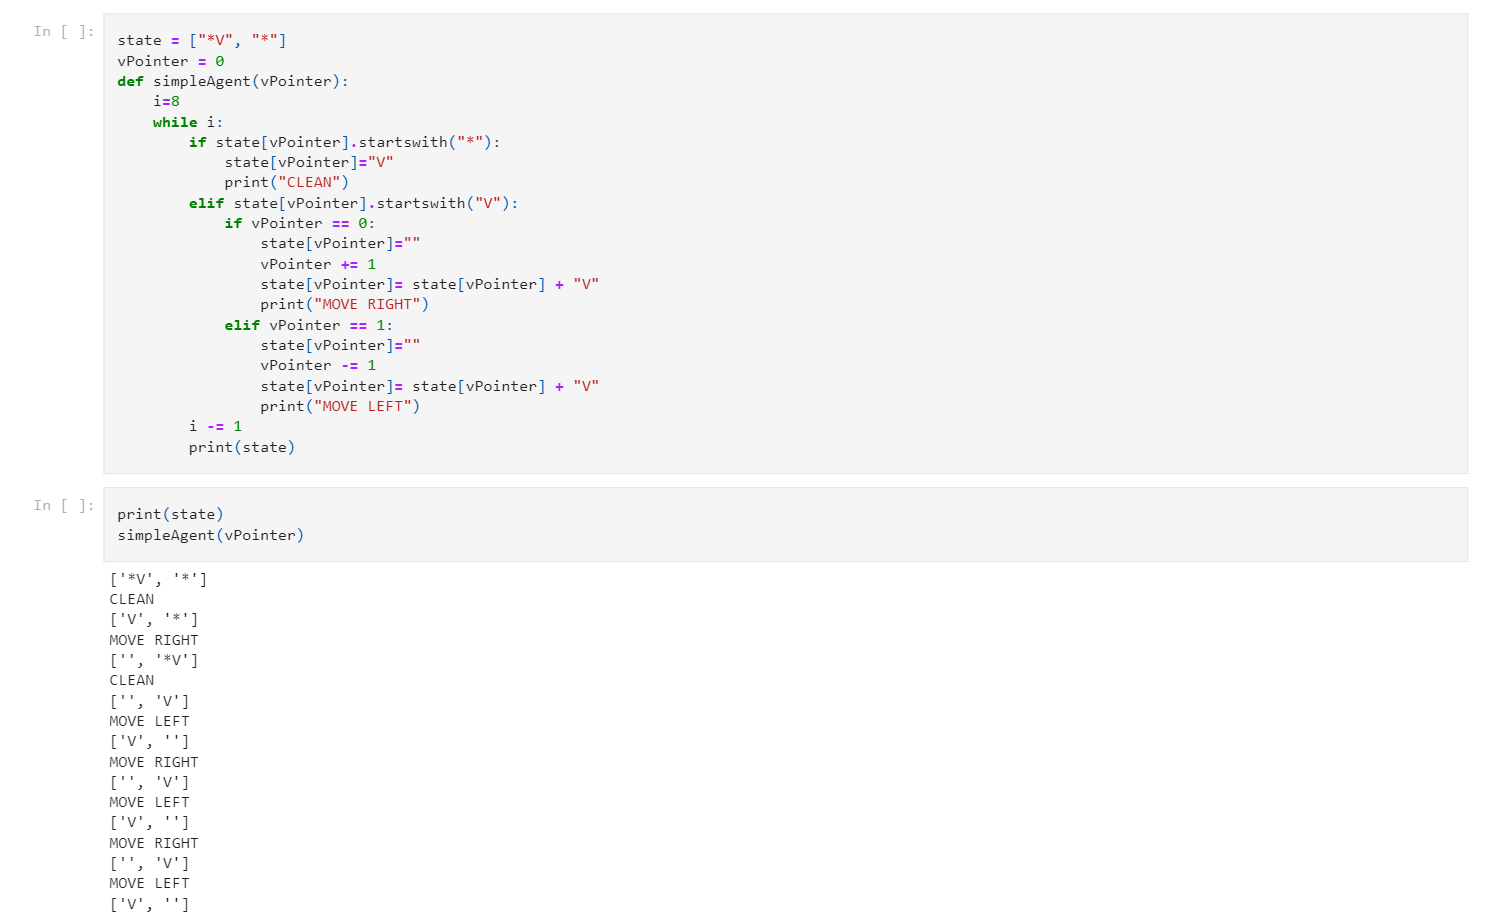 In [ ]:
state = ["*V", "*"]
vPointer = 0
def simpleAgent(vPointer):
    i=8
    while i:
        if state[vPointer].startswith("*"):
            state[vPointer]="V"
            print("CLEAN")
        elif state[vPointer].startswith("V"):
            if vPointer == 0:
                state[vPointer]=""
                vPointer += 1
                state[vPointer]= state[vPointer] + "V"
                print("MOVE RIGHT")
            elif vPointer == 1:
                state[vPointer]=""
                vPointer -= 1
                state[vPointer]= state[vPointer] + "V"
                print("MOVE LEFT")
        i -= 1
        print(state)
In [ ]:
print(state)
simpleAgent(vPointer)
['*V', '*']
CLEAN
['V', '*']
MOVE RIGHT
['', '*V']
CLEAN
['', 'V']
MOVE LEFT
['V', '']
MOVE RIGHT
['', 'V']
MOVE LEFT
['V', '']
MOVE RIGHT
['', 'V']
MOVE LEFT
['V', '']